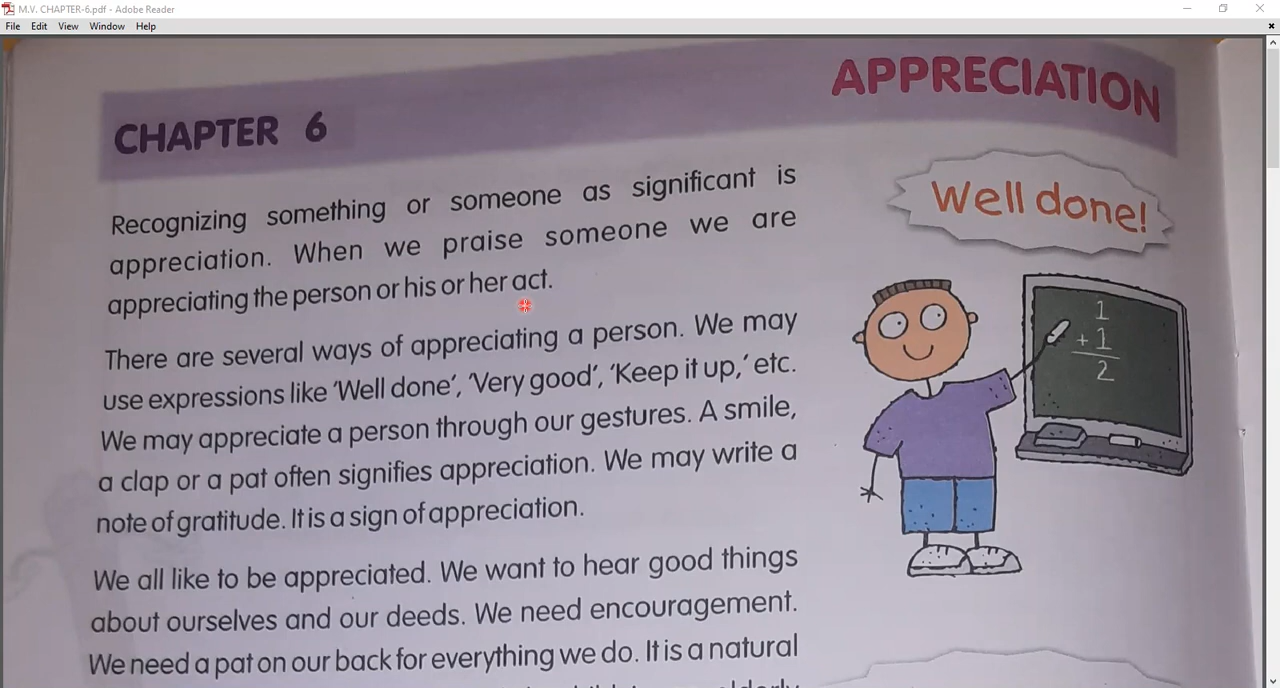 M.V. CHAPTER-6.pdf - Adobe Reader
File Edit View Window Help
APPRECIATION
CHAPTER 6
Recognizing something or someone as significant is
appreciation. When we praise someone we are
appreciating the person or his or her act.
There are several ways of appreciating a person. We may
use expressions like 'Well done', 'Very good', 'Keep it up,' etc.
We may appreciate a person through our gestures. A smile,
a clap or a pat often signifies appreciation. We may write a
note of gratitude. It is a sign of appreciation.
We all like to be appreciated. We want to hear good things
about ourselves and our deeds. We need encouragement.
We need a pat on our back for everything we do. It is a natural
Well done!
1
+ 1
2